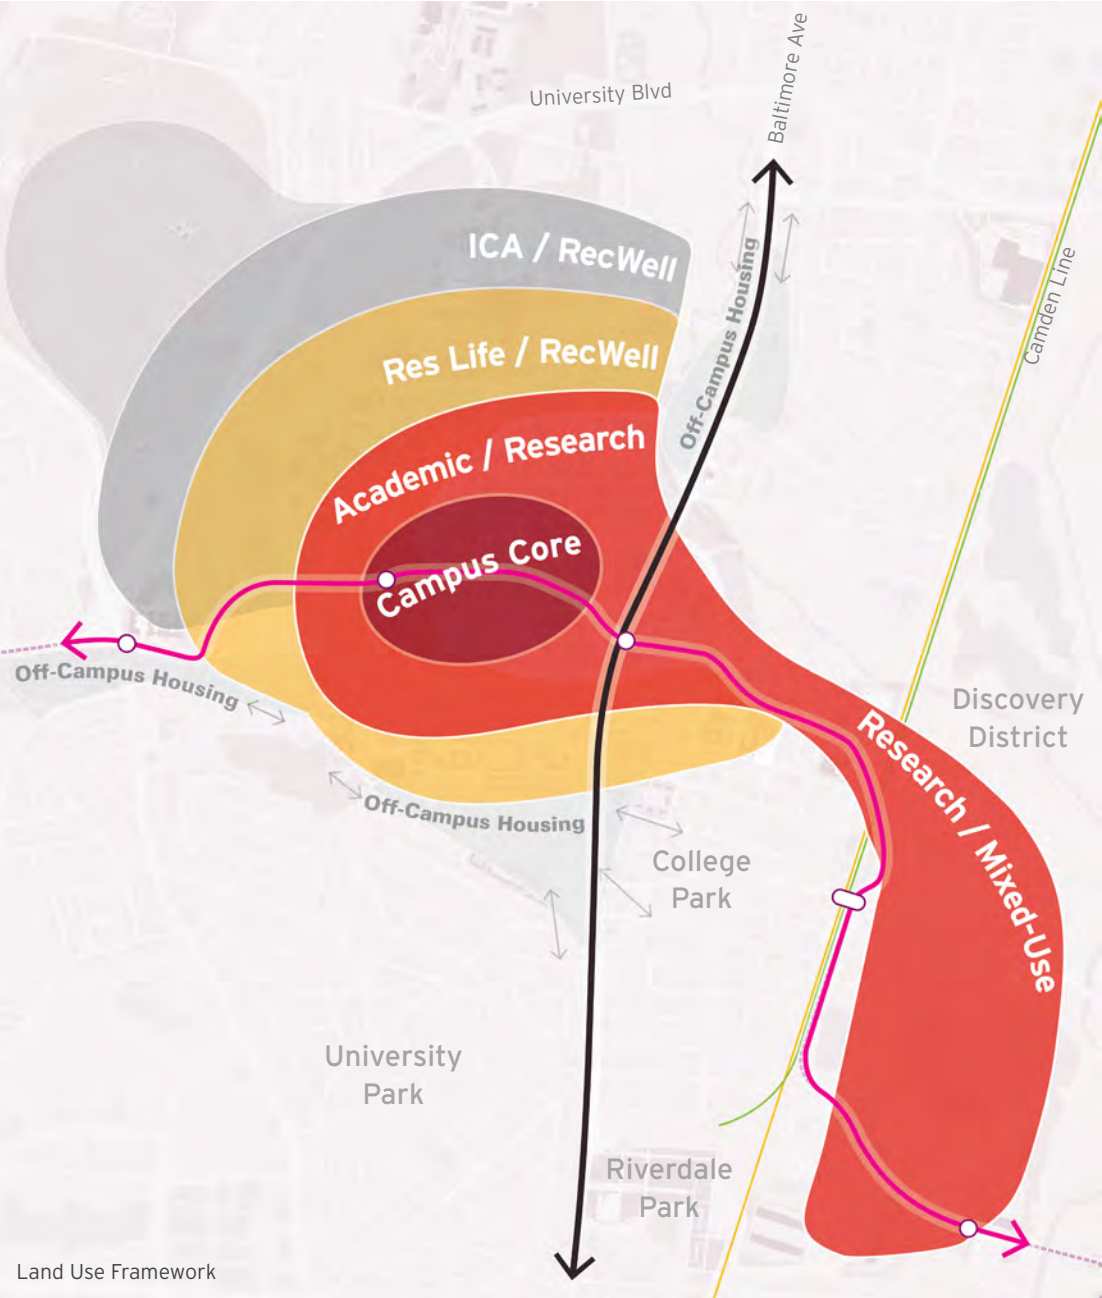 Baltimore Ave
University Blvd
ICA / RecWell
Off-Campus Housing
Camden Line
Res Life / RecWell
Academic / Research
Campus Core
Off-Campus Housing
Discovery
District
Research / Mixed-Use
Off-Campus Housing
College
Park
University
Park
Riverdale
Park
Land Use Framework